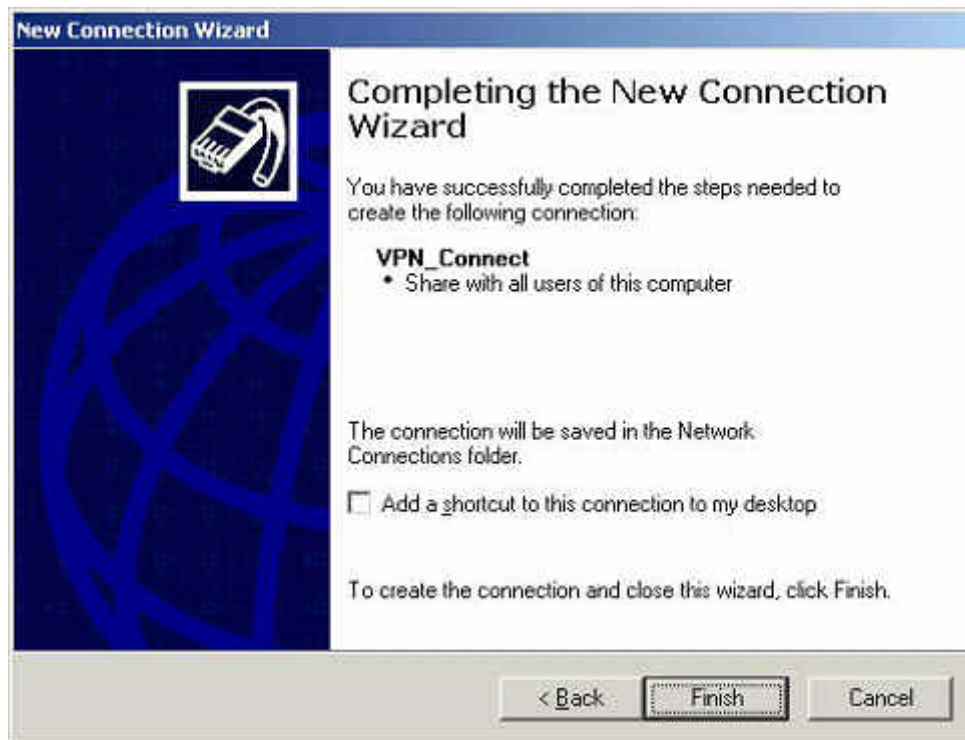 New Connection Wizard
Completing the New Connection
Wizard
You have successfully completed the steps needed to
create the following connection:
VPN_Connect
• Share with all users of this computer
The connection will be saved in the Network
Connections folder.
Add a shortcut to this connection to my desktop
To create the connection and close this wizard, click Finish.
< Back
Finish
Cancel